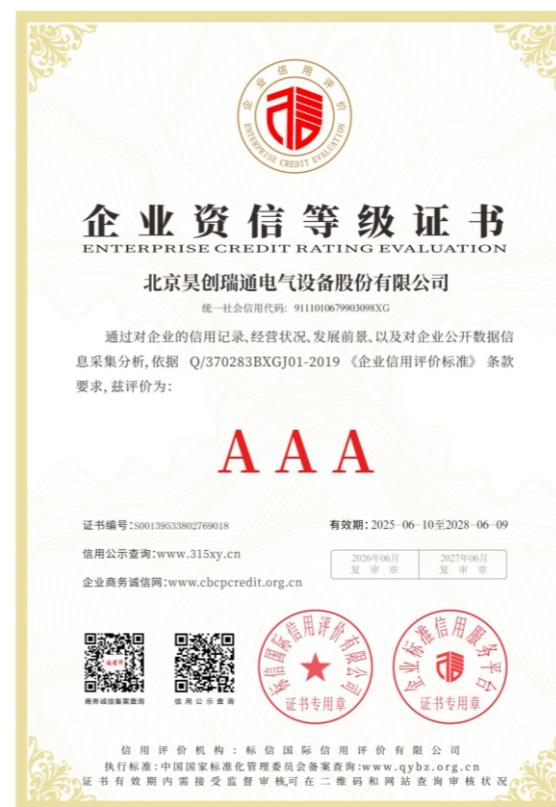 企业信用评价
ENTERPRISE CREDIT EVALUATION
企业资信等级证书
ENTERPRISE CREDIT RATING EVALUATION
北京昊创瑞通电气设备股份有限公司
统一社会信用代码: 9111010679903098XG
通过对企业的信用记录、经营状况、发展前景、以及对企业公开数据信
息采集分析, 依据 Q/370283BXGJ01-2019 《企业信用评价标准》 条款
要求, 兹评价为:
AAA
证书编号:S00139533802769018
有效期: 2025-06-10至2028-06-09
信用公示查询:www.315xy.cn
企业商务诚信网:www.cbcpcredit.org.cn
2026年06月 2027年06月
复 审 章 复 审 章
商务诚信备案查询
信用公示查询
标信国际信用评价有限公司
证书专用章
企业标准信用服务平台
证书专用章
信用评价机构:标信国际信用评价有限公司
执行标准:中国国家标准化管理委员会备案查询:www.qybz.org.cn
证书有效期内需接受监督审核,可在二维码和网站查询审核状况